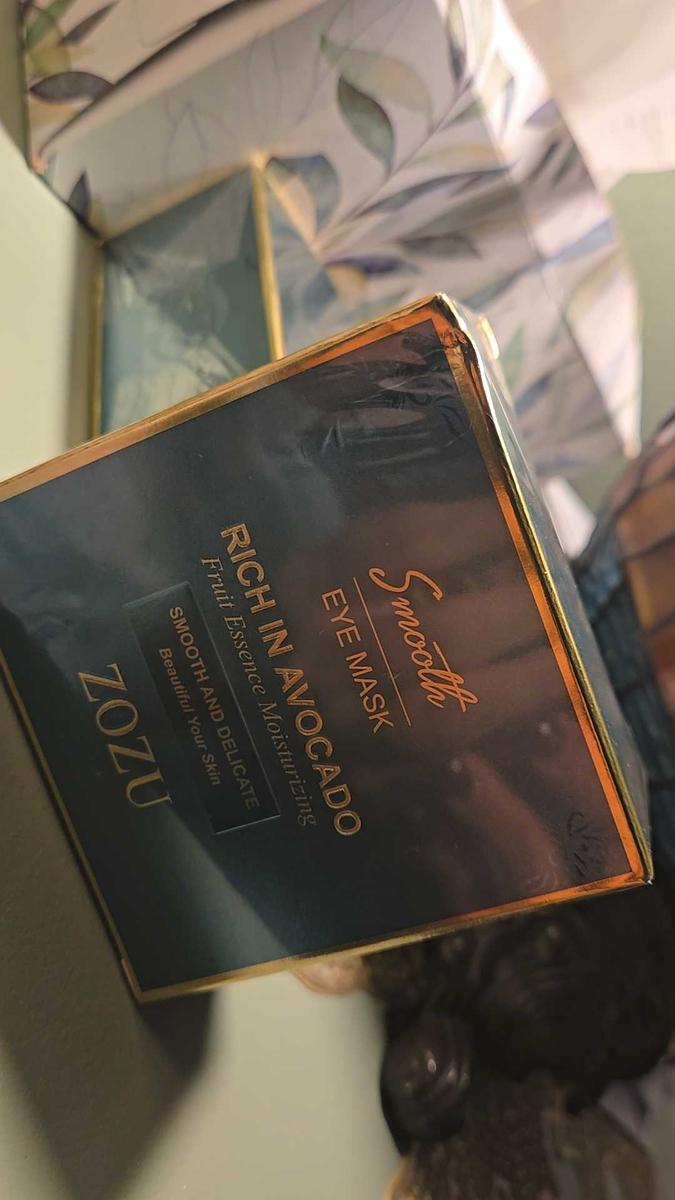 Smooth
EYE MASK
RICH IN AVOCADO
Fruit Essence Moisturizing
SMOOTH AND DELICATE
Beautiful Your Skin
ZOZU